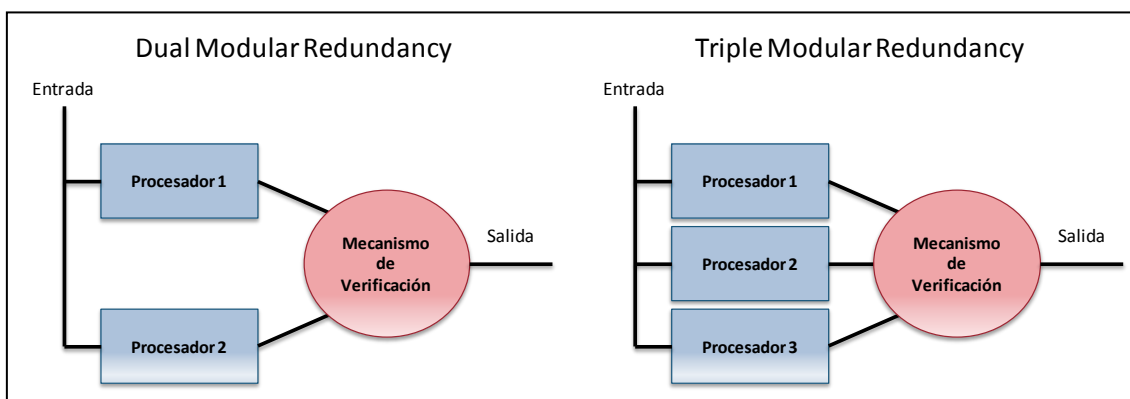 Dual Modular Redundancy
Entrada
Procesador 1
Procesador 2
Mecanismo
de
Verificación
Salida
Triple Modular Redundancy
Entrada
Procesador 1
Procesador 2
Procesador 3
Mecanismo
de
Verificación
Salida